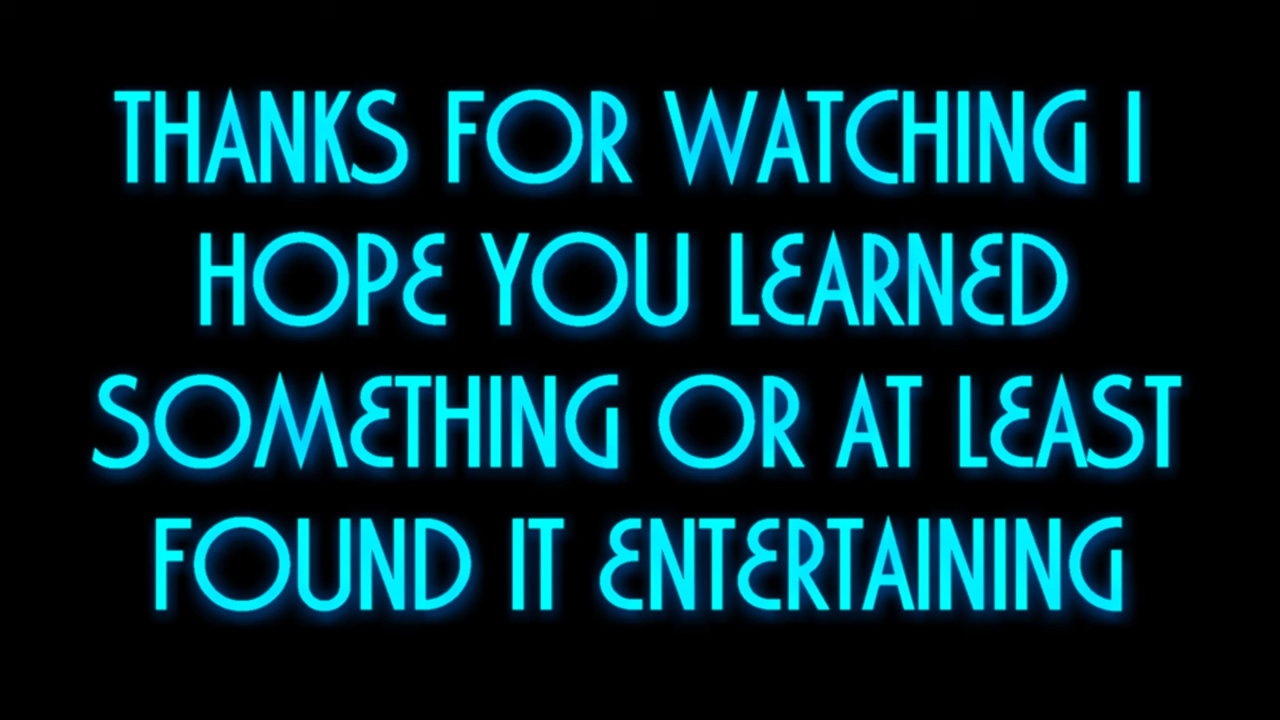 THANKS FOR WATCHING I
HOPE YOU LEARNED
SOMETHING OR AT LEAST
FOUND IT ENTERTAINING